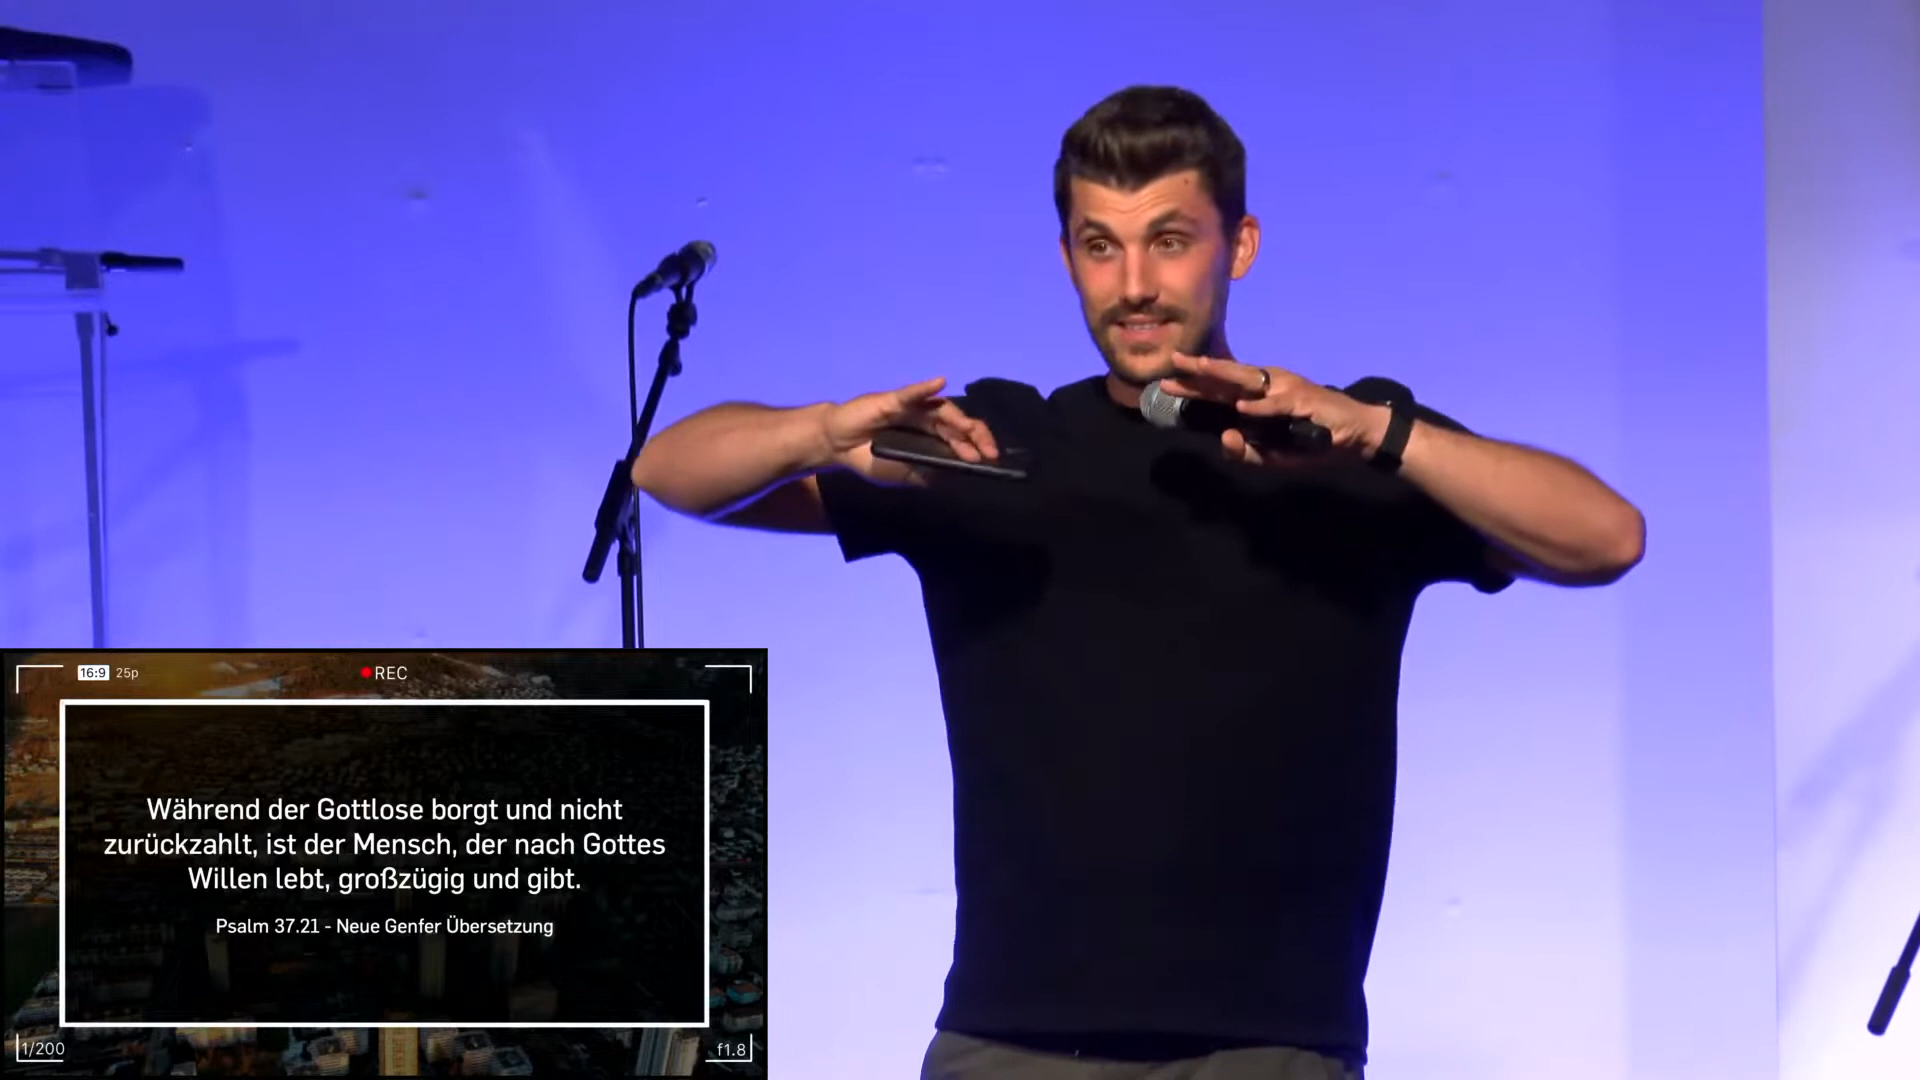 16:9 25p
REC
Während der Gottlose borgt und nicht
zurückzahlt, ist der Mensch, der nach Gottes
Willen lebt, großzügig und gibt.
Psalm 37.21 - Neue Genfer Übersetzung
1/200
f1.8